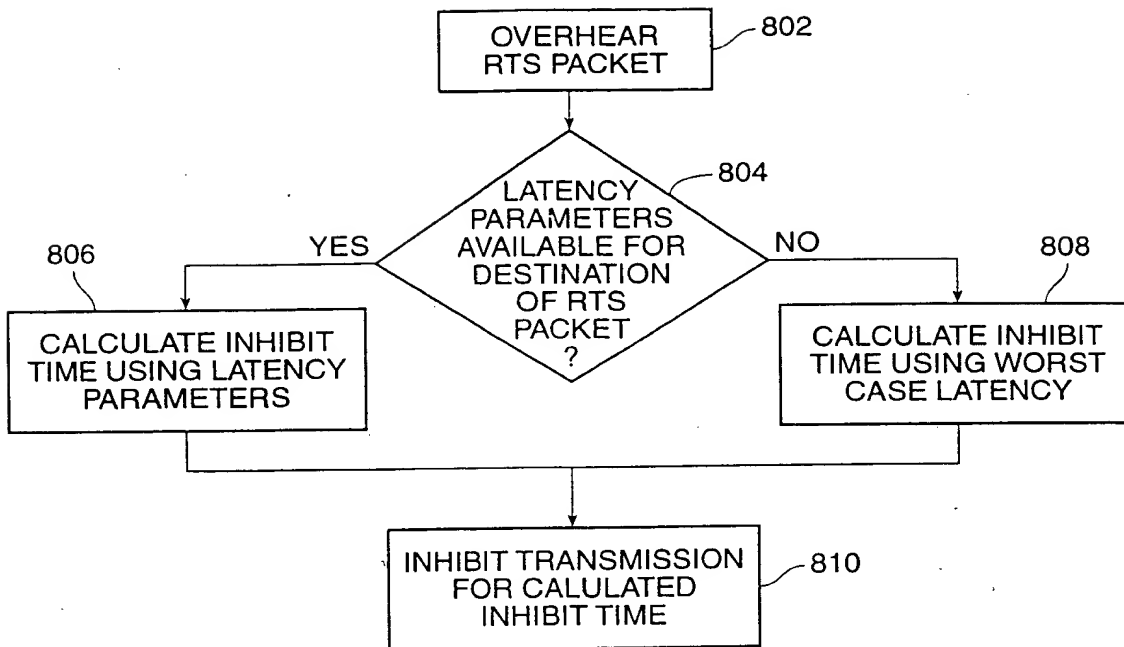 OVERHEAR
RTS PACKET
802
LATENCY
PARAMETERS
AVAILABLE FOR
DESTINATION
OF RTS
PACKET
?
804
YES
NO
806
CALCULATE INHIBIT
TIME USING LATENCY
PARAMETERS
808
CALCULATE INHIBIT
TIME USING WORST
CASE LATENCY
INHIBIT TRANSMISSION
FOR CALULATED
INHIBIT TIME
810